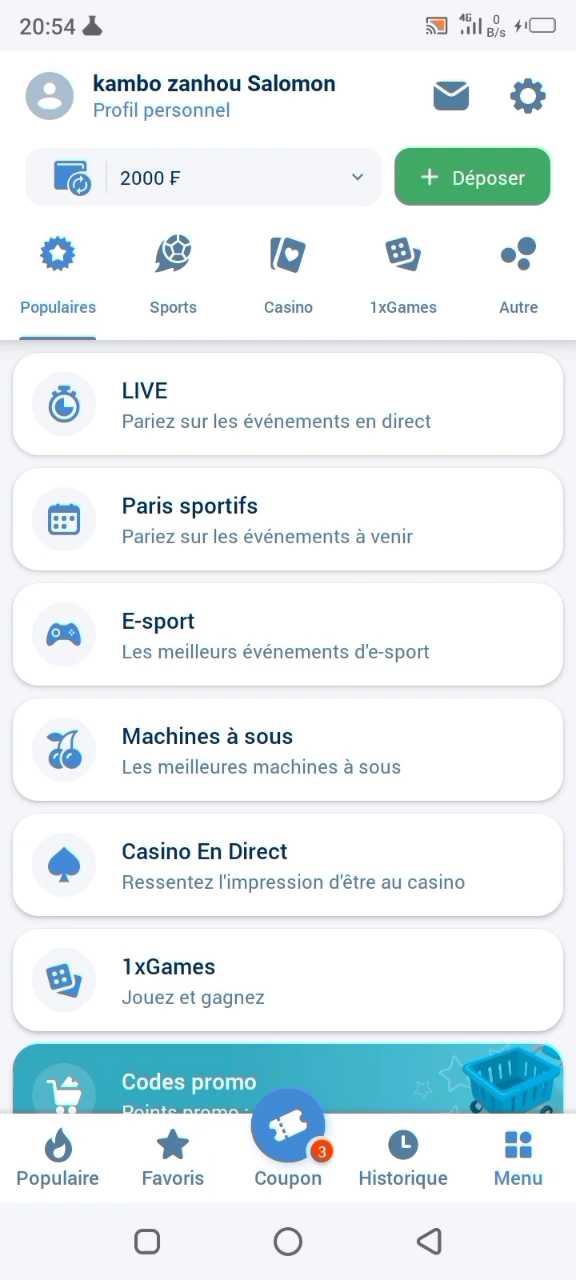 20:54
4G
0
B/s
kambo zanhou Salomon
Profil personnel
2000 ₣
+ Déposer
Populaires
Sports
Casino
1xGames
Autre
LIVE
Pariez sur les événements en direct
Paris sportifs
Pariez sur les événements à venir
E-sport
Les meilleurs événements d'e-sport
Machines à sous
Les meilleures machines à sous
Casino En Direct
Ressentez l'impression d'être au casino
1xGames
Jouez et gagnez
Codes promo
Points promo :
3
Populaire
Favoris
Coupon
Historique
Menu